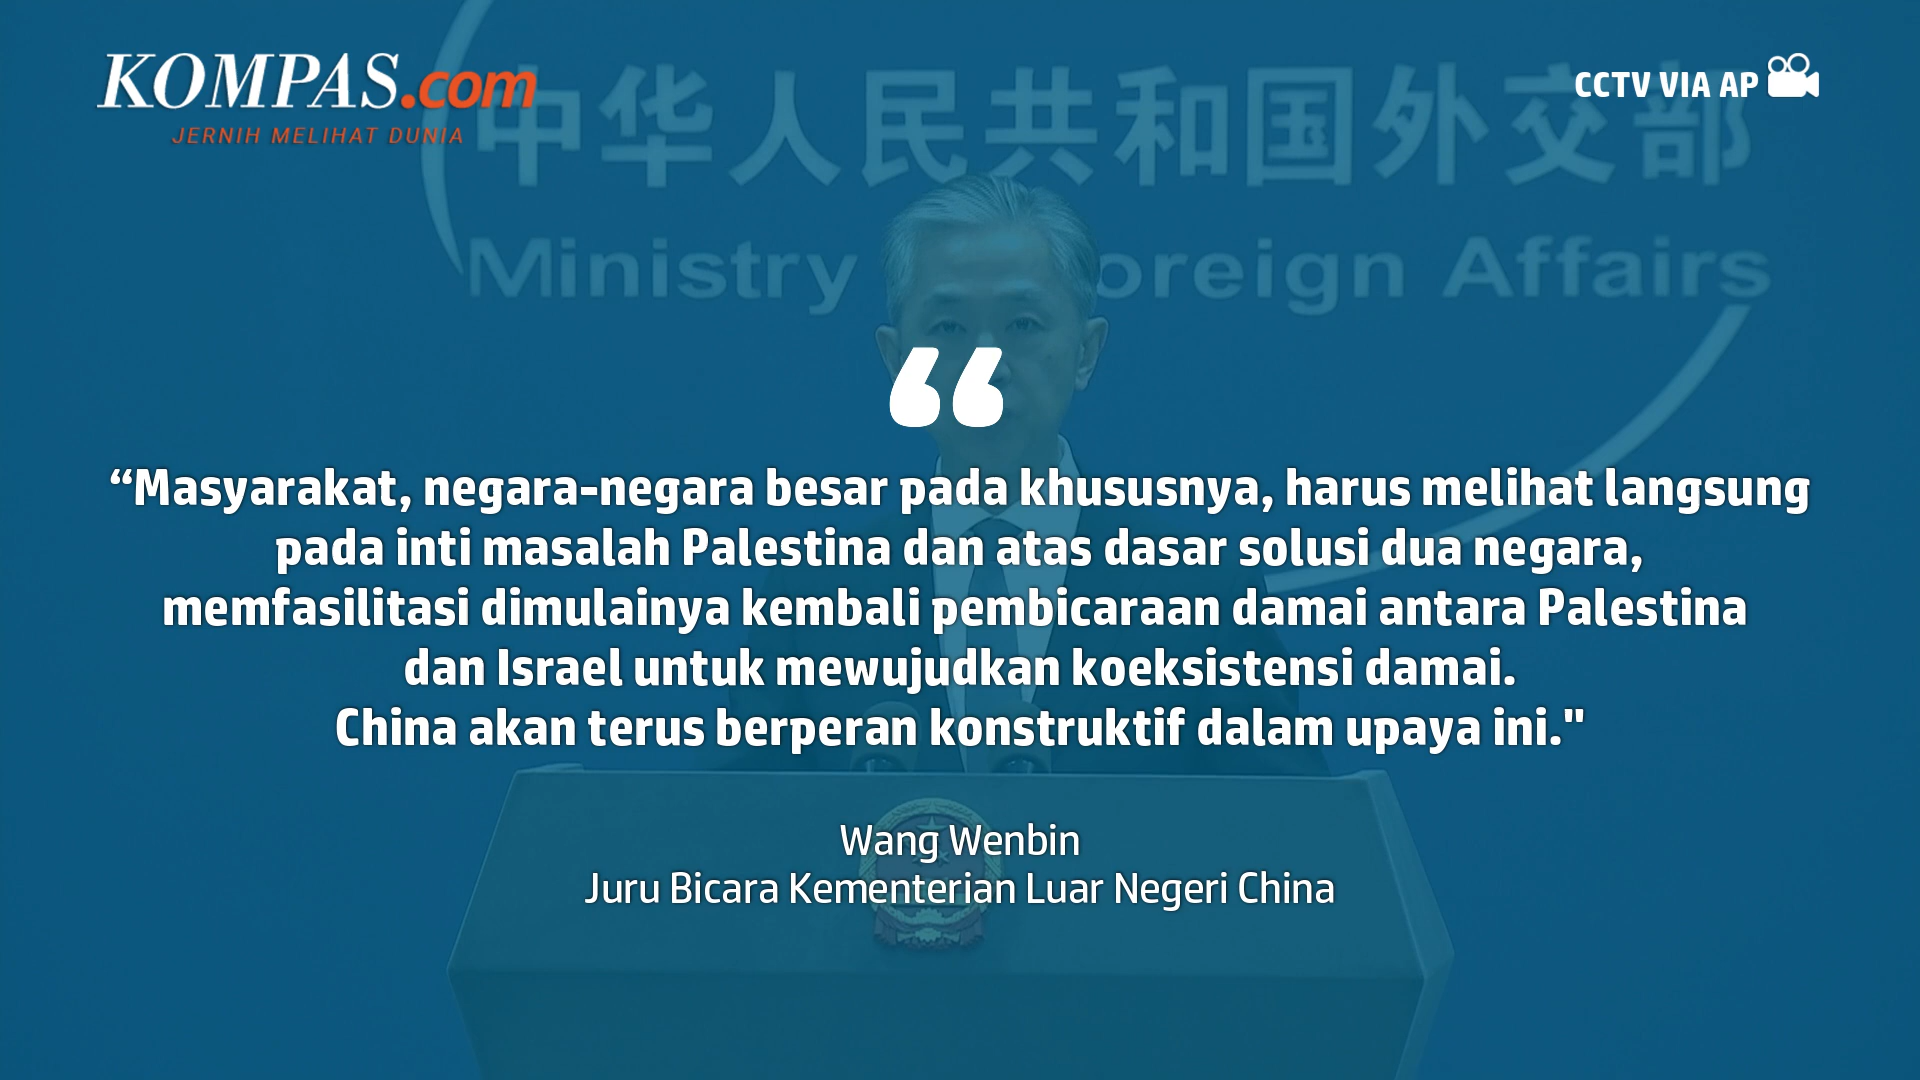 KOMPAS.com
JERNIH MELIHAT DUNIA
CCTV VIA AP
中华人民共和国外交部
Ministry oreign Affairs
“Masyarakat, negara-negara besar pada khususnya, harus melihat langsung
pada inti masalah Palestina dan atas dasar solusi dua negara,
memfasilitasi dimulainya kembali pembicaraan damai antara Palestina
dan Israel untuk mewujudkan koeksistensi damai.
China akan terus berperan konstruktif dalam upaya ini."
Wang Wenbin
Juru Bicara Kementerian Luar Negeri China